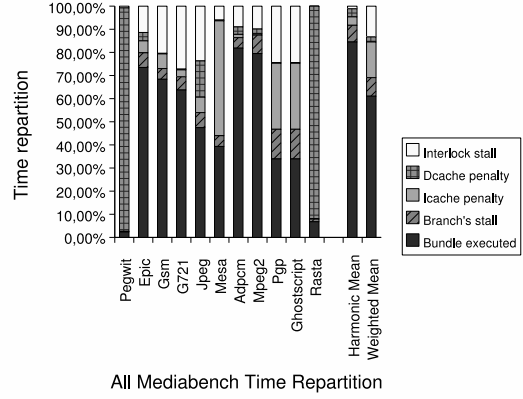 100,00%
90,00%
80,00%
70,00%
60,00%
50,00%
40,00%
30,00%
20,00%
10,00%
0,00%
Time repartition
Pegwit
Epic
Gsm
G721
Jpeg
Mesa
Adpcm
Mpeg2
Pgp
Ghostscript
Rasta
Harmonic Mean
Weighted Mean
Interlock stall
Dcache penalty
Icache penalty
Branch's stall
Bundle executed
All Mediabench Time Repartition